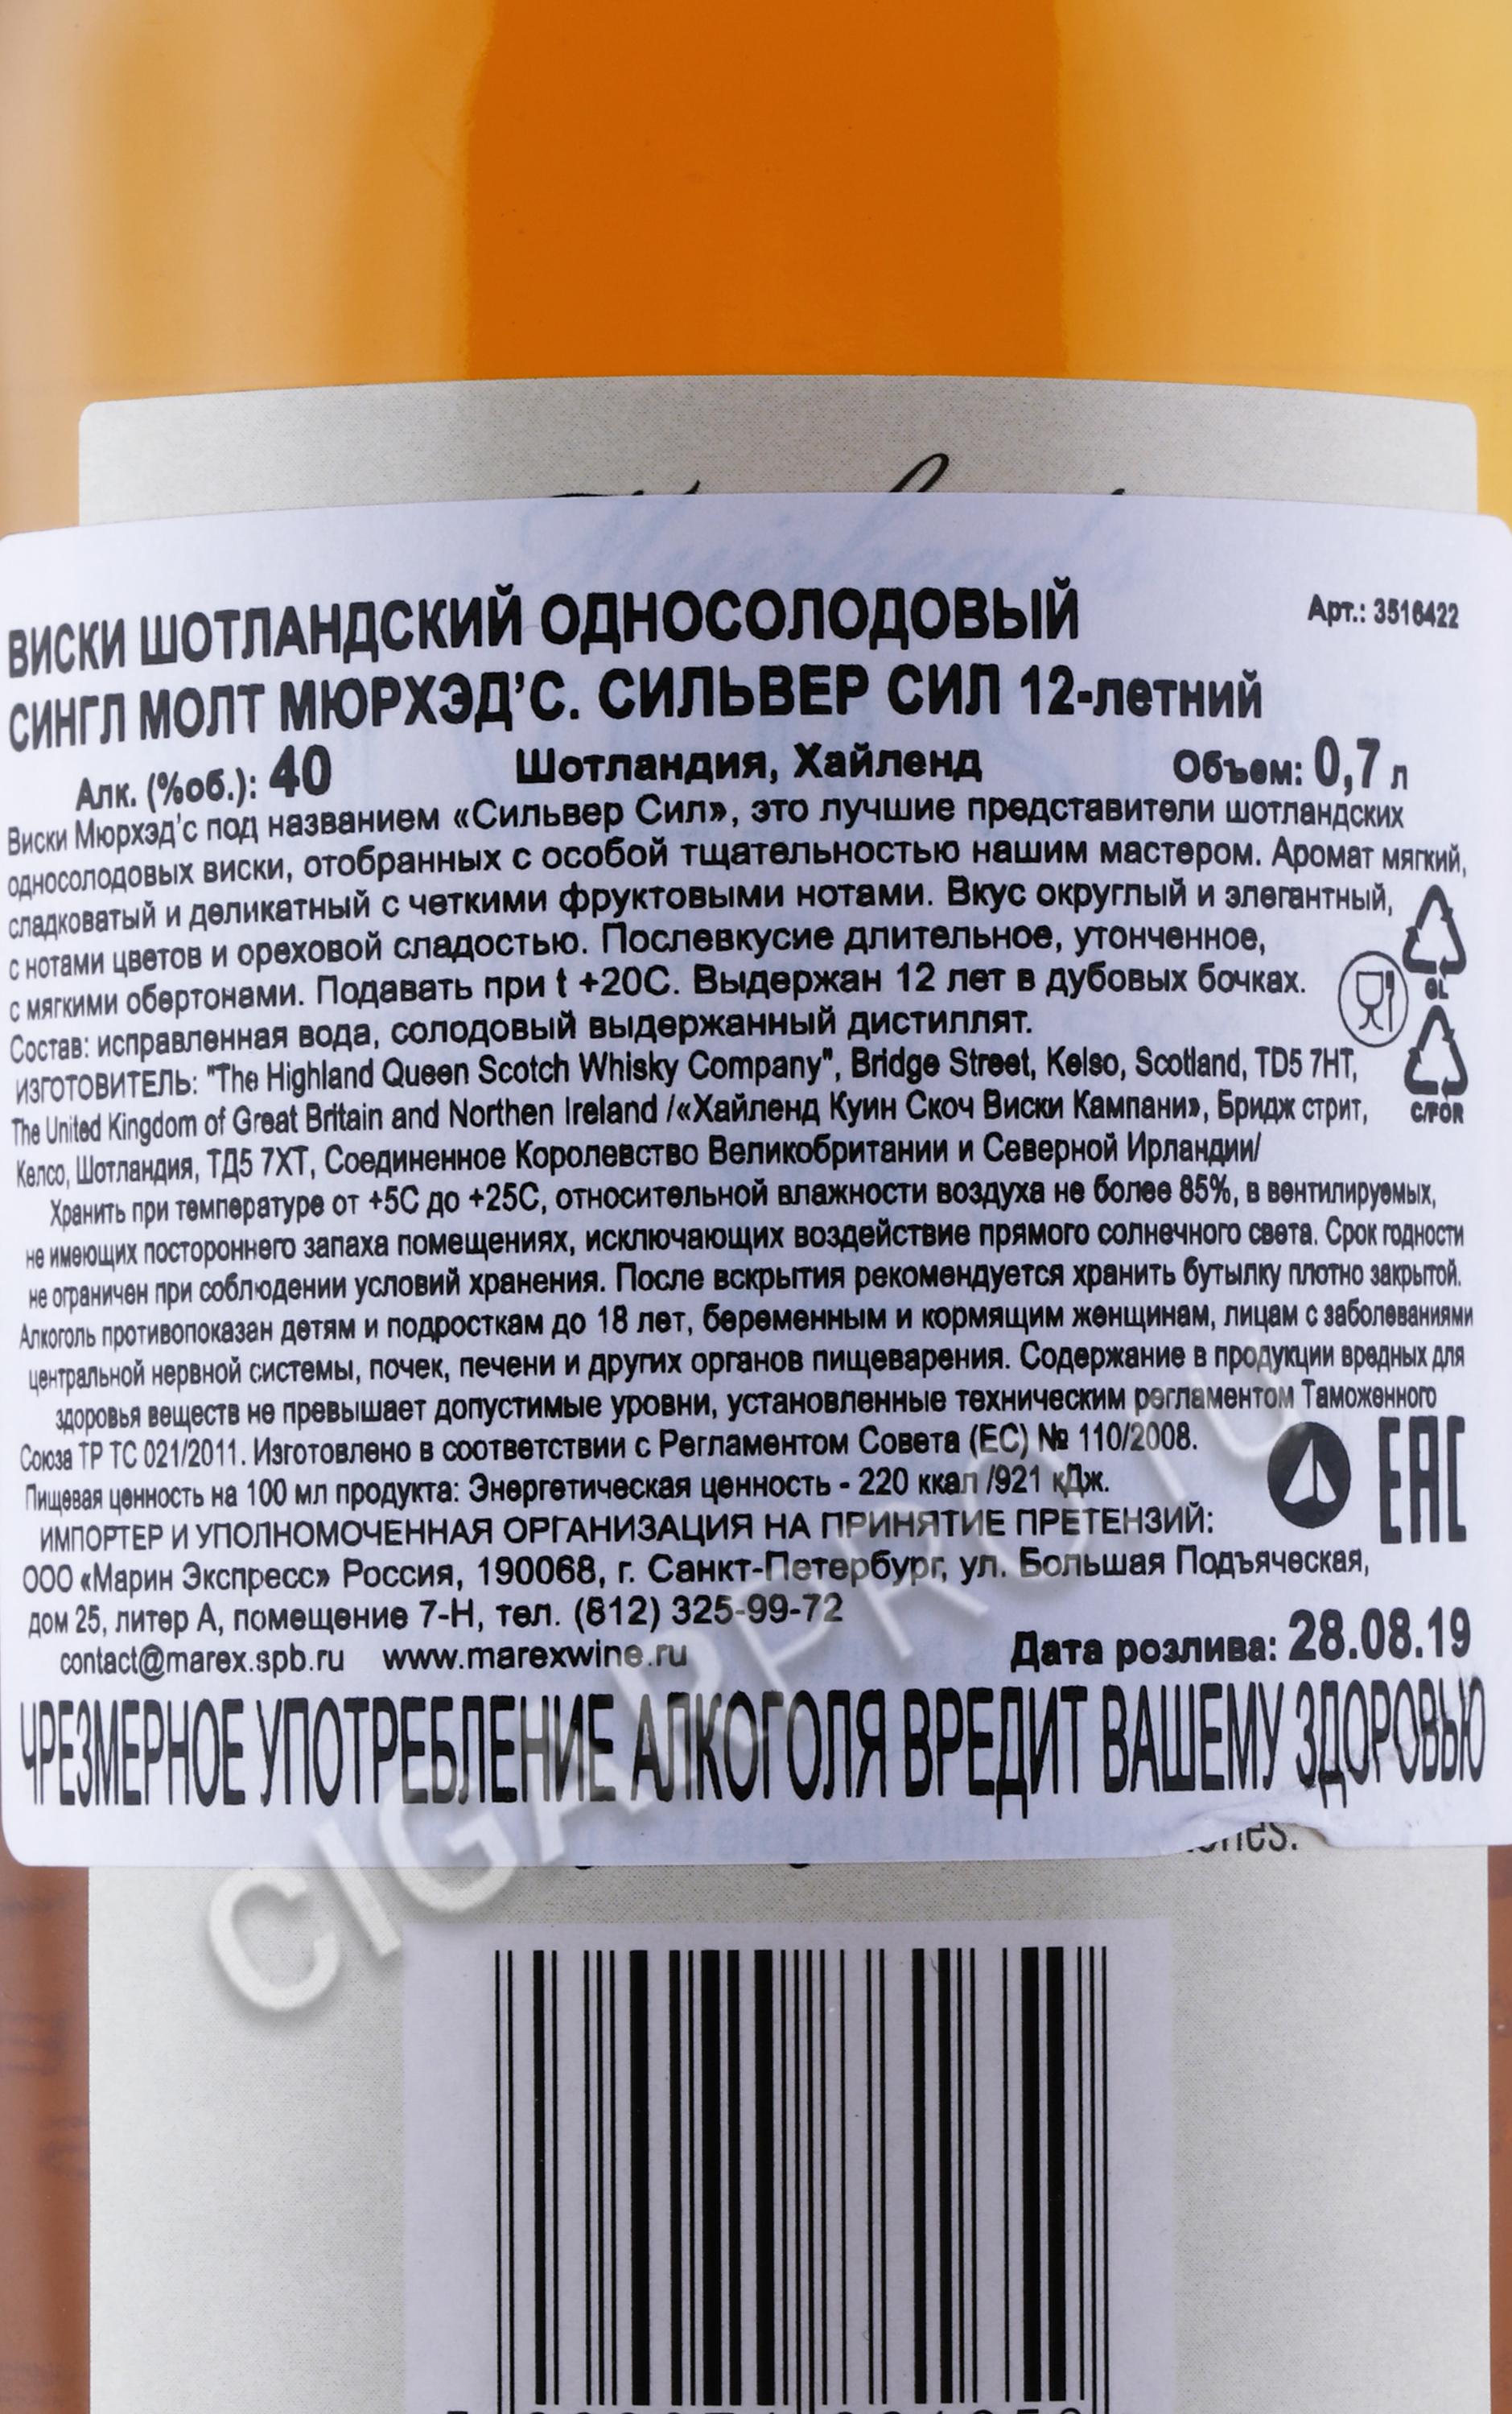 ВИСКИ ШОТЛАНДСКИЙ ОДНОСОЛОДОВЫЙ
Арт.: 3516422
СИНГЛ МОЛТ МЮРХЭД’С. СИЛЬВЕР СИЛ 12-летний
Алк. (%об.): 40 Шотландия, Хайленд Объем: 0,7 л
Виски Мюрхэд’с под названием «Сильвер Сил», это лучшие представители шотландских
односолодовых виски, отобранных с особой тщательностью нашим мастером. Аромат мягкий,
сладковатый и деликатный с четкими фруктовыми нотами. Вкус округлый и элегантный,
с нотами цветов и ореховой сладостью. Послевкусие длительное, утонченное,
с мягкими обертонами. Подавать при t +20С. Выдержан 12 лет в дубовых бочках.
GL
Состав: исправленная вода, солодовый выдержанный дистиллят.
ИЗГОТОВИТЕЛЬ: "The Highland Queen Scotch Whisky Company", Bridge Street, Kelso, Scotland, TD5 7HT,
The United Kingdom of Great Britain and Northen Ireland /«Хайленд Куин Скоч Виски Кампани», Бридж стрит,
C/FOR
Келсо, Шотландия, ТД5 7ХТ, Соединенное Королевство Великобритании и Северной Ирландии/
Хранить при температуре от +5С до +25С, относительной влажности воздуха не более 85%, в вентилируемых,
не имеющих постороннего запаха помещениях, исключающих воздействие прямого солнечного света. Срок годности
не ограничен при соблюдении условий хранения. После вскрытия рекомендуется хранить бутылку плотно закрытой.
Алкоголь противопоказан детям и подросткам до 18 лет, беременным и кормящим женщинам, лицам с заболеваниями
центральной нервной системы, почек, печени и других органов пищеварения. Содержание в продукции вредных для
здоровья веществ не превышает допустимые уровни, установленные техническим регламентом Таможенного
Союза ТР ТС 021/2011. Изготовлено в соответствии с Регламентом Совета (ЕС) № 110/2008.
Пищевая ценность на 100 мл продукта: Энергетическая ценность - 220 ккал /921 кДж.
EAC
ИМПОРТЕР И УПОЛНОМОЧЕННАЯ ОРГАНИЗАЦИЯ НА ПРИНЯТИЕ ПРЕТЕНЗИЙ:
ООО «Марин Экспресс» Россия, 190068, г. Санкт-Петербург, ул. Большая Подъяческая,
дом 25, литер А, помещение 7-Н, тел. (812) 325-99-72
contact@marex.spb.ru www.marexwine.ru
Дата розлива: 28.08.19
ЧРЕЗМЕРНОЕ УПОТРЕБЛЕНИЕ АЛКОГОЛЯ ВРЕДИТ ВАШЕМУ ЗДОРОВЬЮ
CIGARPRO.ru